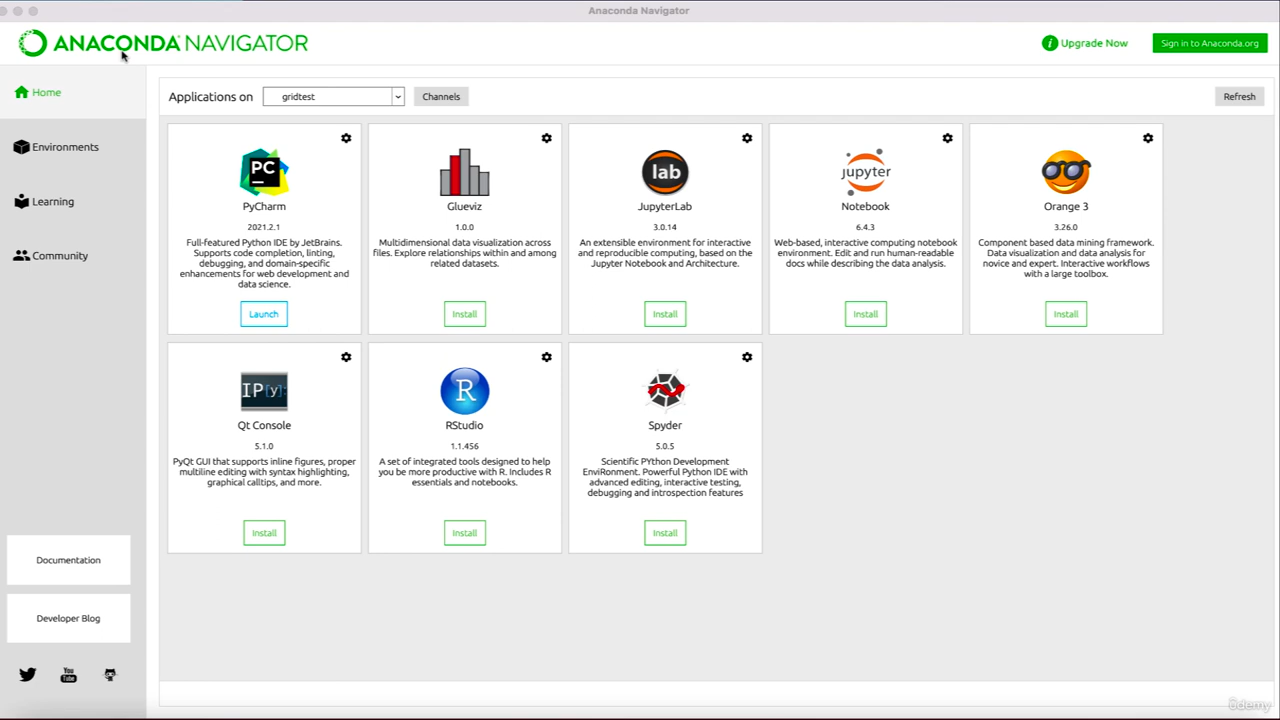 Anaconda Navigator
ANACONDA NAVIGATOR
i Upgrade Now
Sign in to Anaconda.org
Home
Environments
Learning
Community
Documentation
Developer Blog
You
Tube
Applications on
gridtest
Channels
Refresh
PC
PyCharm
2021.2.1
Full-featured Python IDE by JetBrains.
Supports code completion, linting,
debugging, and domain-specific
enhancements for web development and
data science.
Launch
Glueviz
1.0.0
Multidimensional data visualization across
files. Explore relationships within and among
related datasets.
Install
lab
JupyterLab
3.0.14
An extensible environment for interactive
and reproducible computing, based on the
Jupyter Notebook and Architecture.
Install
jupyter
Notebook
6.4.3
Web-based, interactive computing notebook
environment. Edit and run human-readable
docs while describing the data analysis.
Install
Orange 3
3.26.0
Component based data mining framework.
Data visualization and data analysis for
novice and expert. Interactive workflows
with a large toolbox.
Install
IP[y]:
Qt Console
5.1.0
PyQt GUI that supports inline figures, proper
multiline editing with syntax highlighting,
graphical calltips, and more.
Install
R
RStudio
1.1.456
A set of integrated tools designed to help
you be more productive with R. Includes R
essentials and notebooks.
Install
Spyder
5.0.5
Scientific PYthon Development
EnviRonment. Powerful Python IDE with
advanced editing, interactive testing,
debugging and introspection features
Install
ûdemy